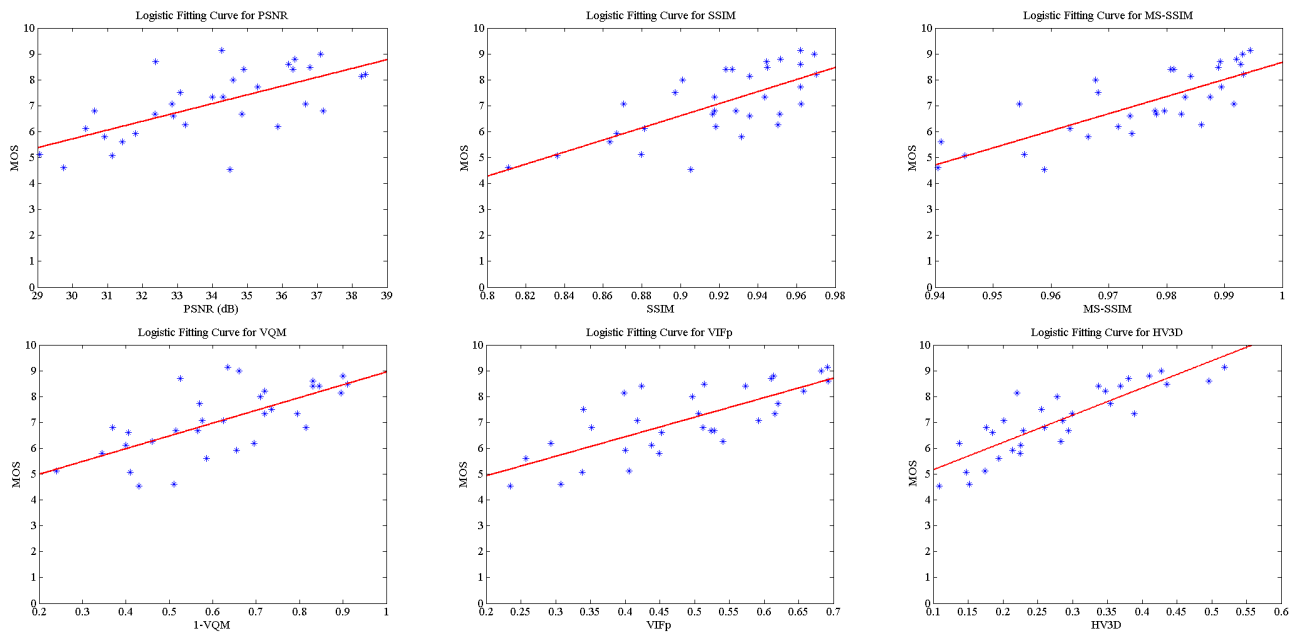 Logistic Fitting Curve for PSNR
10
9
8
7
6
5
4
3
2
1
0
MOS
29 30 31 32 33 34 35 36 37 38 39
PSNR (dB)
Logistic Fitting Curve for SSIM
10
9
8
7
6
5
4
3
2
1
0
MOS
0.8 0.82 0.84 0.86 0.88 0.9 0.92 0.94 0.96 0.98
SSIM
Logistic Fitting Curve for MS-SSIM
10
9
8
7
6
5
4
3
2
1
0
MOS
0.94 0.95 0.96 0.97 0.98 0.99 1
MS-SSIM
Logistic Fitting Curve for VQM
10
9
8
7
6
5
4
3
2
1
0
MOS
0.2 0.3 0.4 0.5 0.6 0.7 0.8 0.9 1
1-VQM
Logistic Fitting Curve for VIFp
10
9
8
7
6
5
4
3
2
1
0
MOS
0.2 0.25 0.3 0.35 0.4 0.45 0.5 0.55 0.6 0.65 0.7
VIFp
Logistic Fitting Curve for HV3D
10
9
8
7
6
5
4
3
2
1
0
MOS
0.1 0.15 0.2 0.25 0.3 0.35 0.4 0.45 0.5 0.55 0.6
HV3D